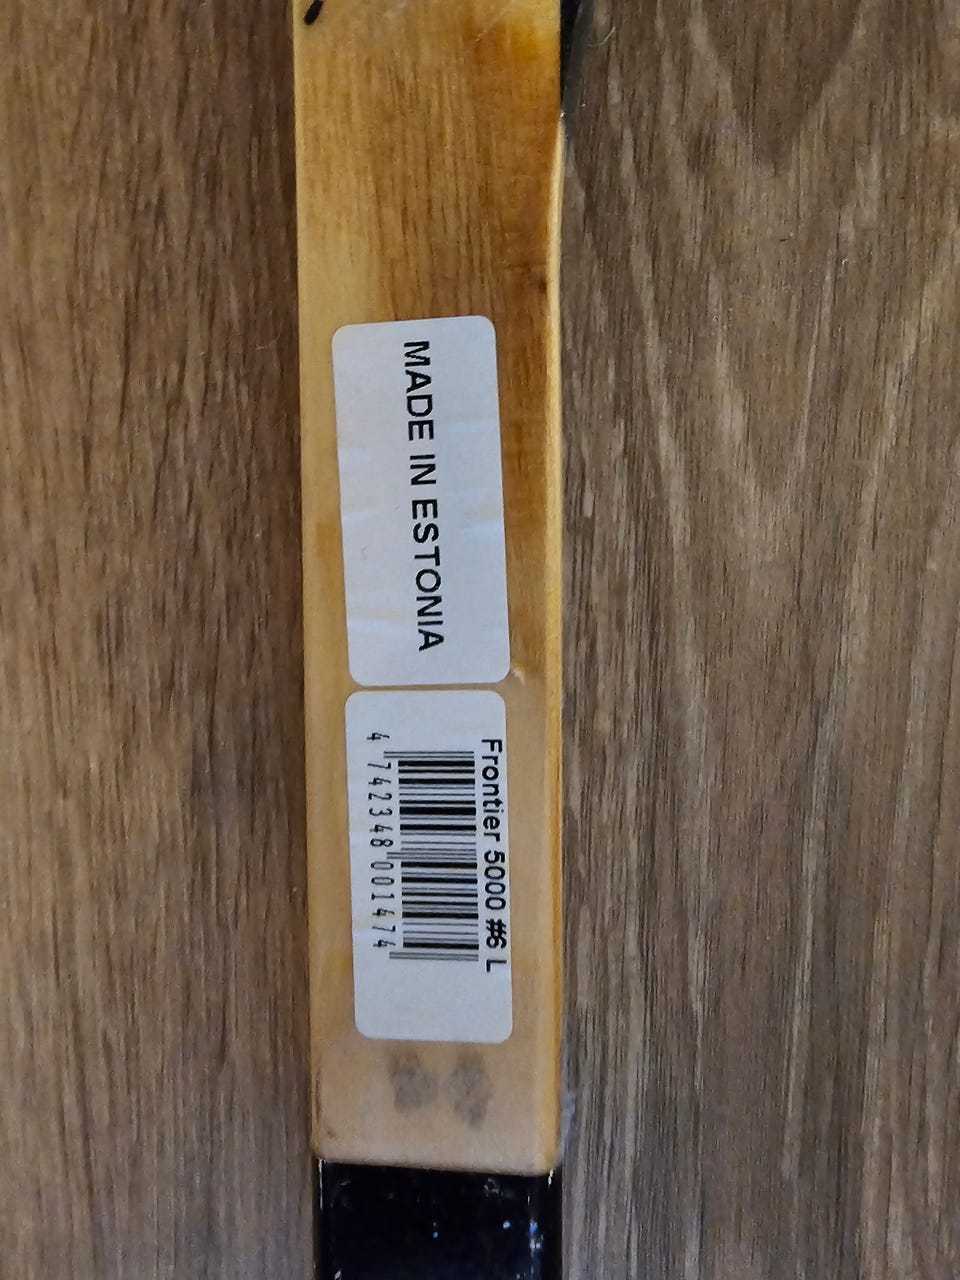 MADE IN ESTONIA
Frontier 5000 #6 L
4 742348 001474